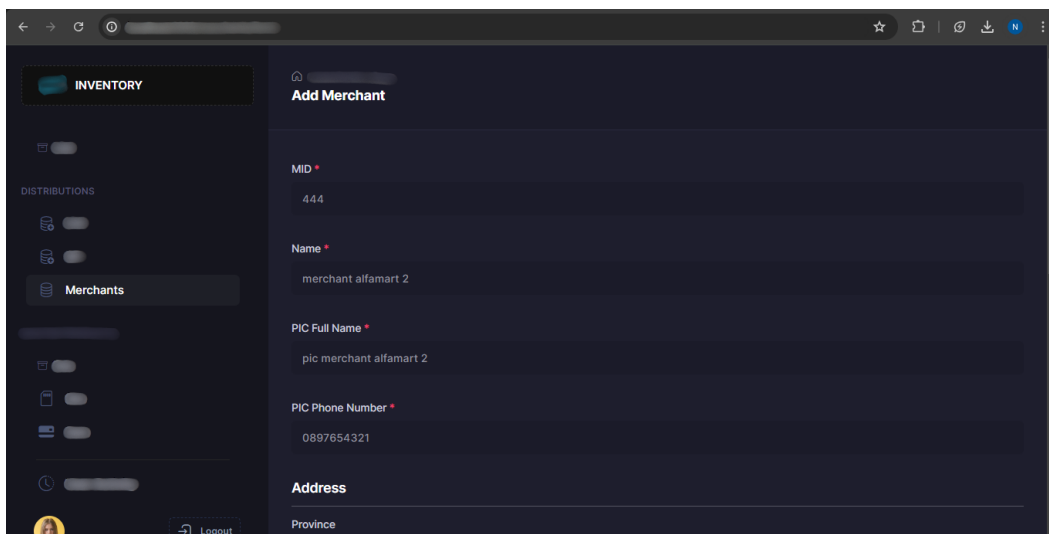 N
INVENTORY
DISTRIBUTIONS
Merchants
Logout
Add Merchant
MID *
444
Name *
merchant alfamart 2
PIC Full Name *
pic merchant alfamart 2
PIC Phone Number *
0897654321
Address
Province